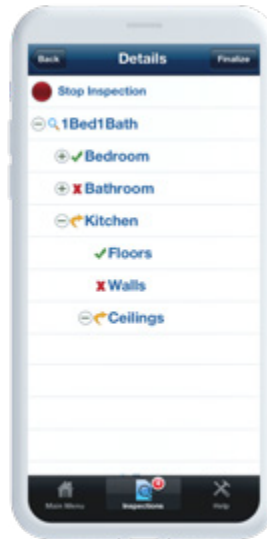 Back Details Finalize
Stop Inspection
1Bed1Bath
Bedroom
Bathroom
Kitchen
Floors
Walls
Ceilings
Main Menu Inspections Help